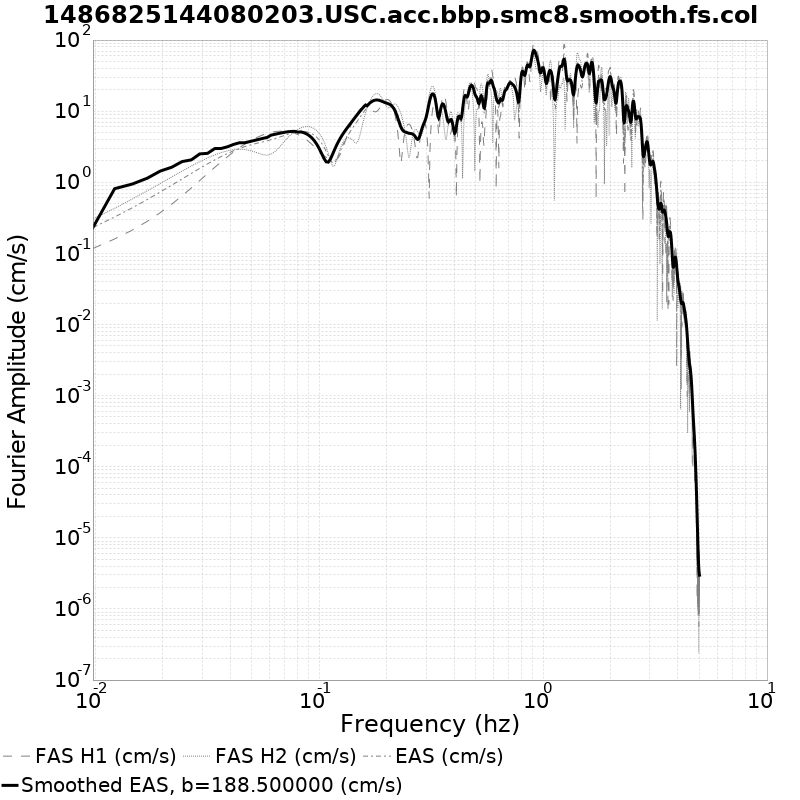 1486825144080203.USC.acc.bbp.smc8.smooth.fs.col
10^2
10^1
10^0
10^-1
10^-2
10^-3
10^-4
10^-5
10^-6
10^-7
Fourier Amplitude (cm/s)
10^-2 10^-1 10^0 10^1
Frequency (hz)
FAS H1 (cm/s) FAS H2 (cm/s) EAS (cm/s)
Smoothed EAS, b=188.500000 (cm/s)